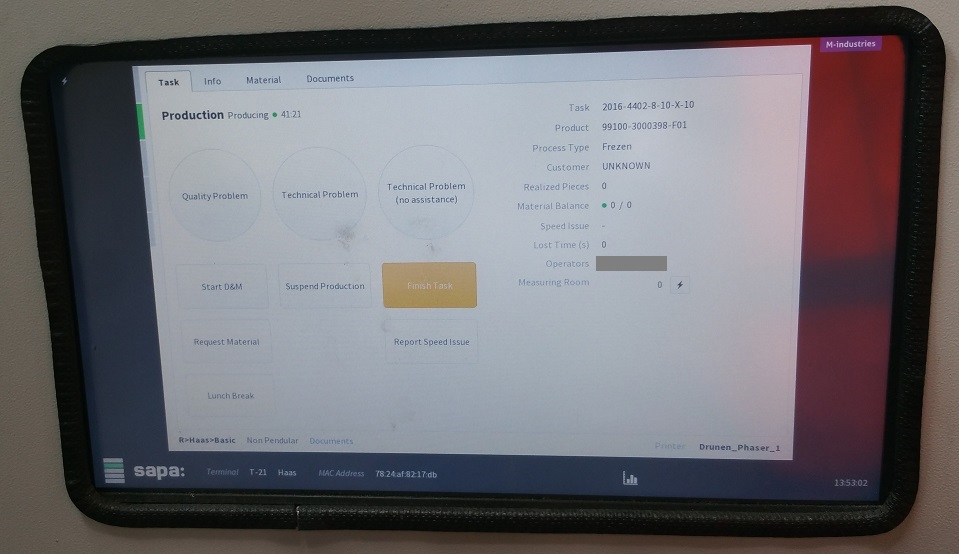 M-industries
Task Info Material Documents
Production Producing 41:21
Quality Problem
Technical Problem
Technical Problem
(no assistance)
Start D&M
Suspend Production
Finish Task
Request Material
Report Speed Issue
Lunch Break
Task 2016-4402-8-10-X-10
Product 99100-3000398-F01
Process Type Frezen
Customer UNKNOWN
Realized Pieces 0
Material Balance 0 / 0
Speed Issue -
Lost Time (s) 0
Operators
Measuring Room 0
R>Haas>Basic Non Pendular Documents
Printer Drunen_Phaser_1
sapa: Terminal T-21 Haas MAC Address 78:24:af:82:17:db
13:53:02